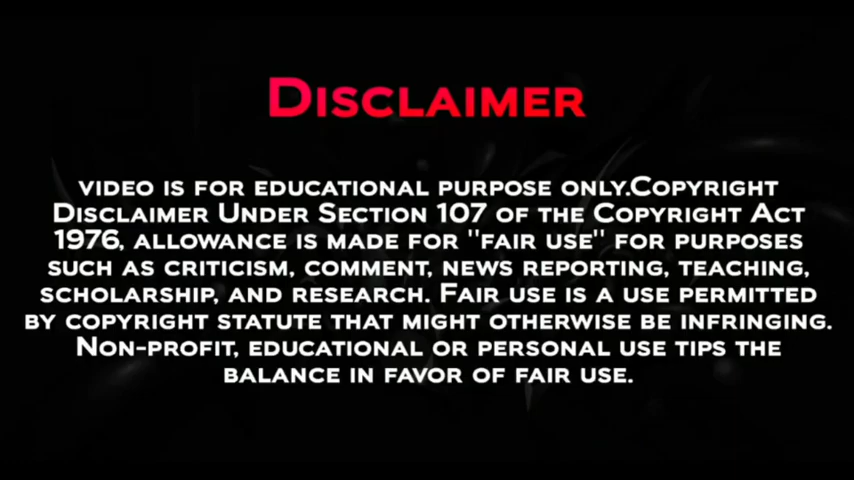 Disclaimer
video is for educational purpose only.Copyright
Disclaimer Under Section 107 of the Copyright Act
1976, allowance is made for "fair use" for purposes
such as criticism, comment, news reporting, teaching,
scholarship, and research. Fair use is a use permitted
by copyright statute that might otherwise be infringing.
Non-profit, educational or personal use tips the
balance in favor of fair use.